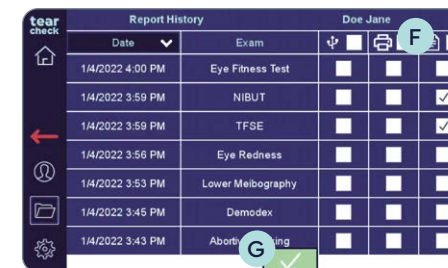 tear
check
Report History
Doe Jane
Date
Exam
F
1/4/2022 4:00 PM
Eye Fitness Test
1/4/2022 3:59 PM
NIBUT
1/4/2022 3:59 PM
TFSE
1/4/2022 3:56 PM
Eye Redness
1/4/2022 3:53 PM
Lower Meibography
1/4/2022 3:45 PM
Demodex
1/4/2022 3:43 PM
G